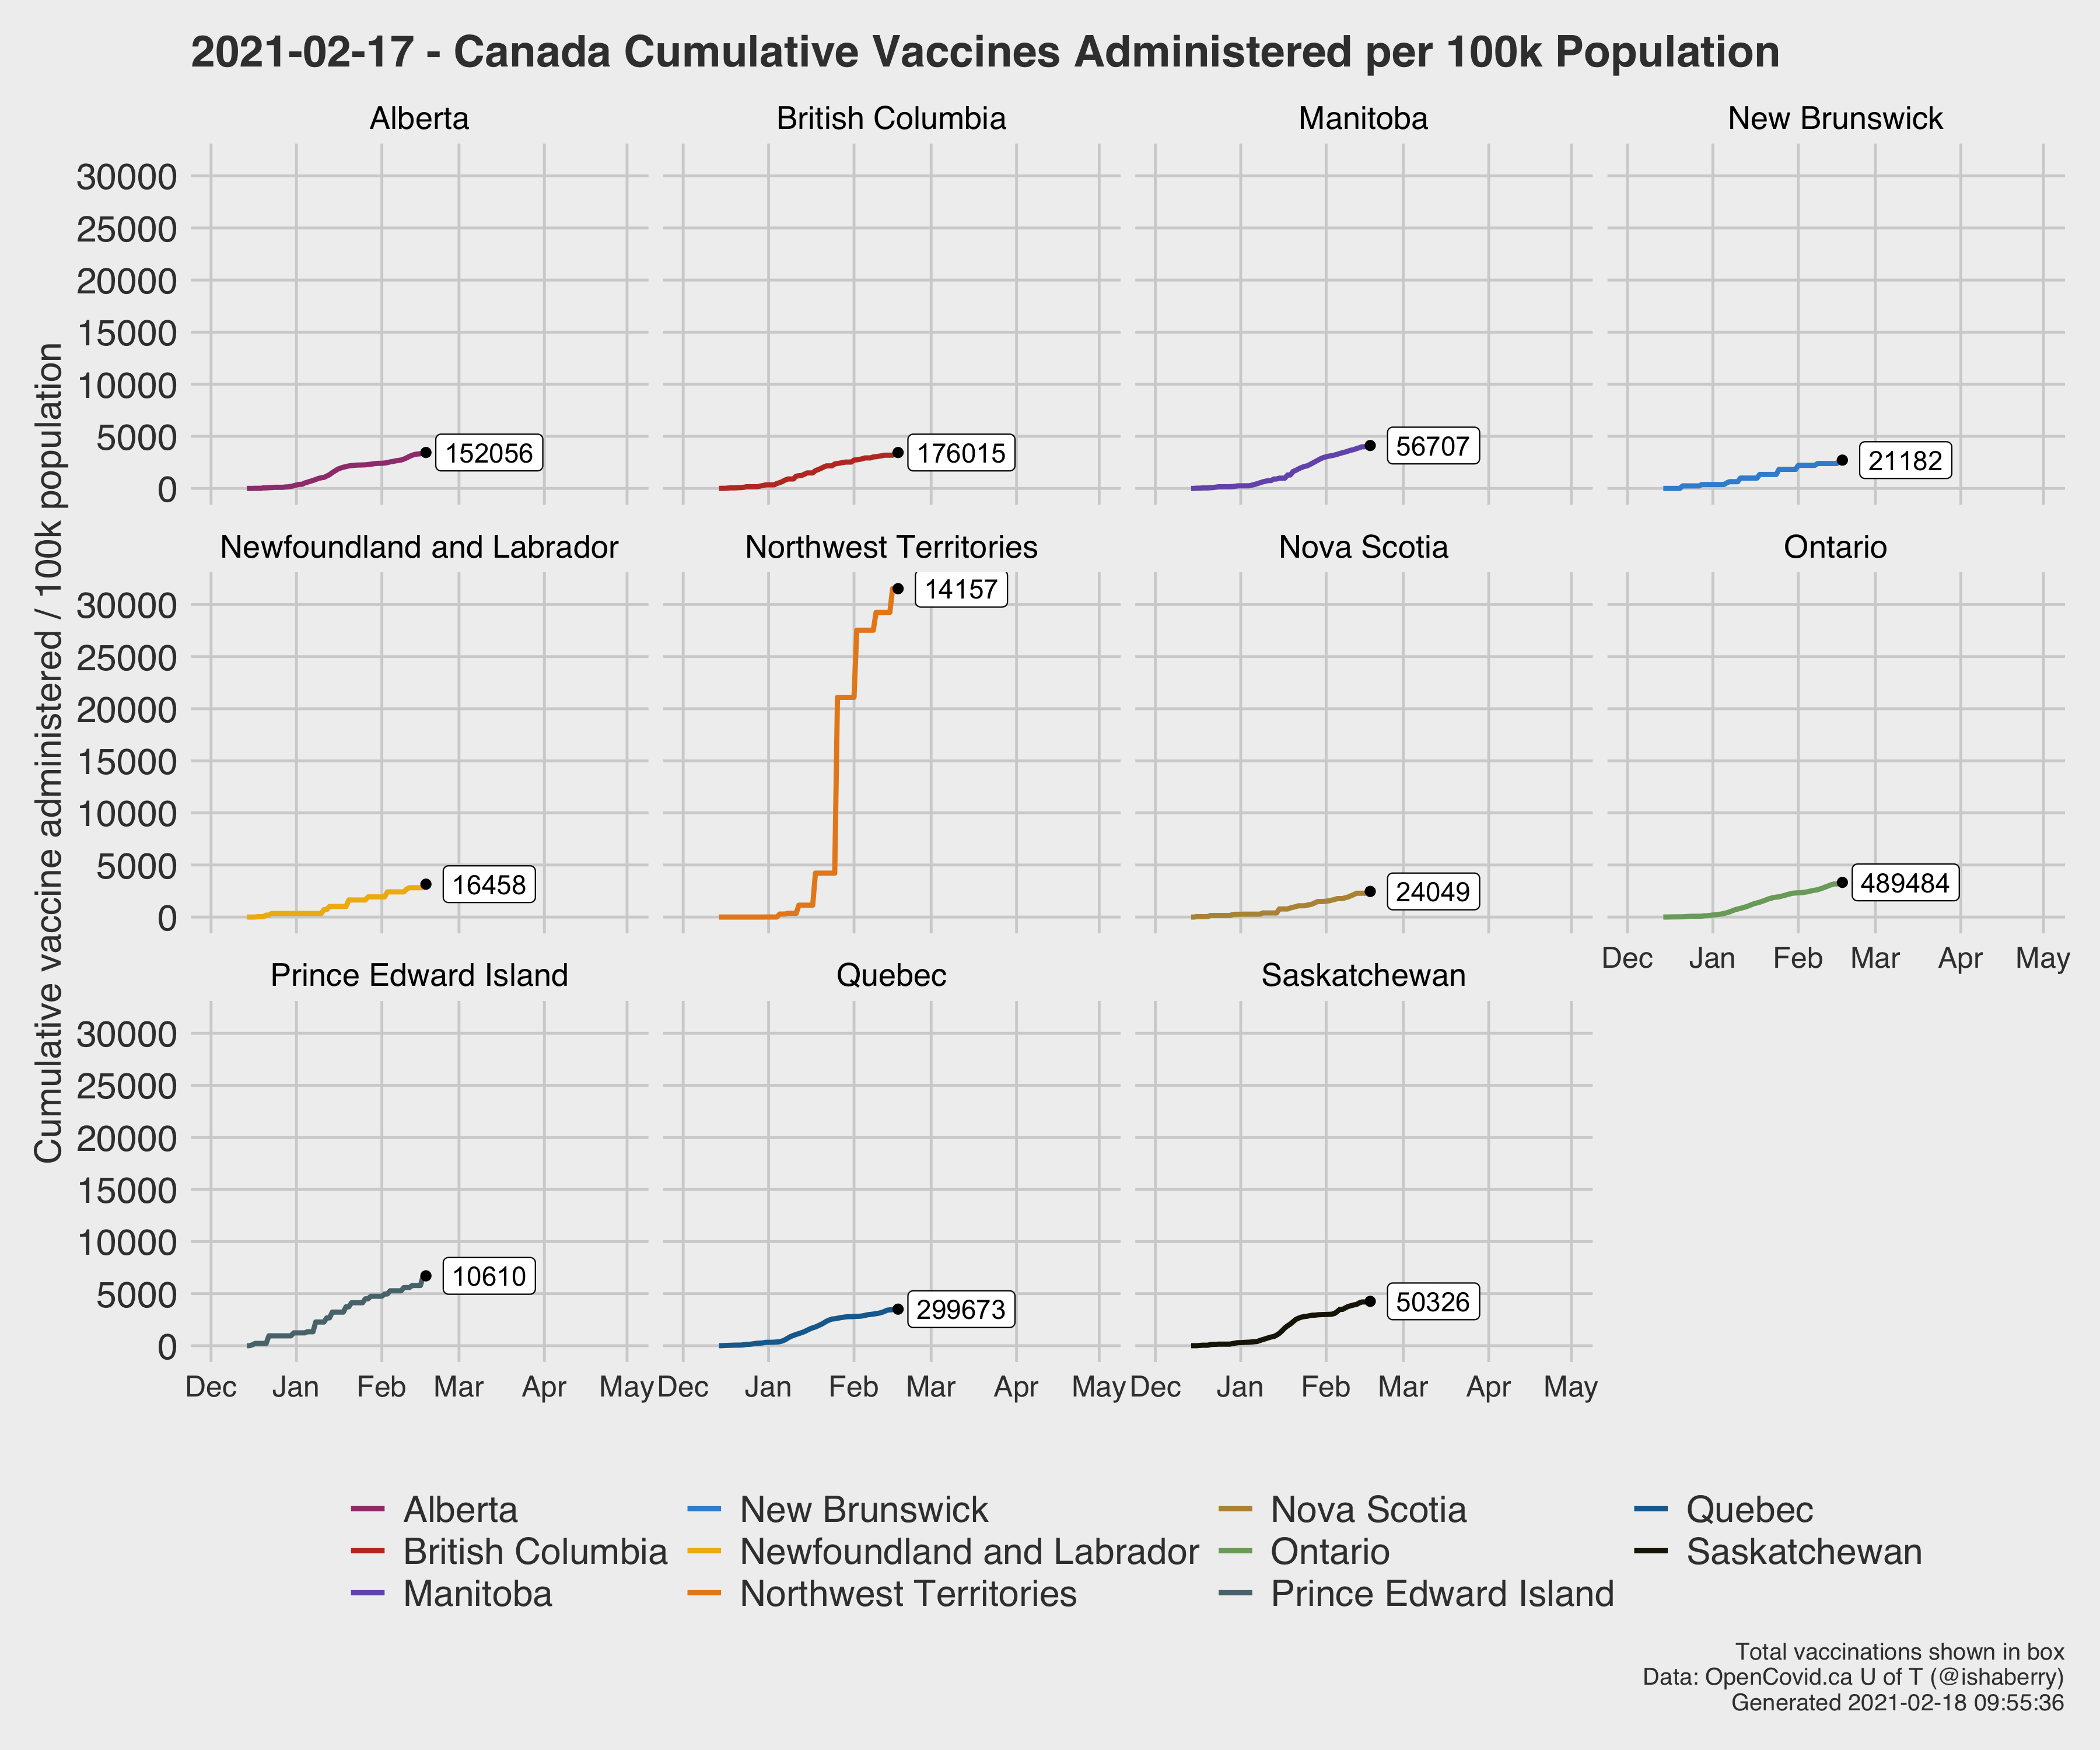 2021-02-17 - Canada Cumulative Vaccines Administered per 100k Population
Cumulative vaccine administered / 100k population
Alberta
British Columbia
Manitoba
New Brunswick
30000
25000
20000
15000
10000
5000
0
152056
176015
56707
21182
Newfoundland and Labrador
Northwest Territories
Nova Scotia
Ontario
30000
25000
20000
15000
10000
5000
0
16458
14157
24049
489484
Dec Jan Feb Mar Apr May
Prince Edward Island
Quebec
Saskatchewan
30000
25000
20000
15000
10000
5000
0
10610
299673
50326
Dec Jan Feb Mar Apr May
Dec Jan Feb Mar Apr May
Dec Jan Feb Mar Apr May
Alberta
British Columbia
Manitoba
New Brunswick
Newfoundland and Labrador
Northwest Territories
Nova Scotia
Ontario
Prince Edward Island
Quebec
Saskatchewan
Total vaccinations shown in box
Data: OpenCovid.ca U of T (@ishaberry)
Generated 2021-02-18 09:55:36